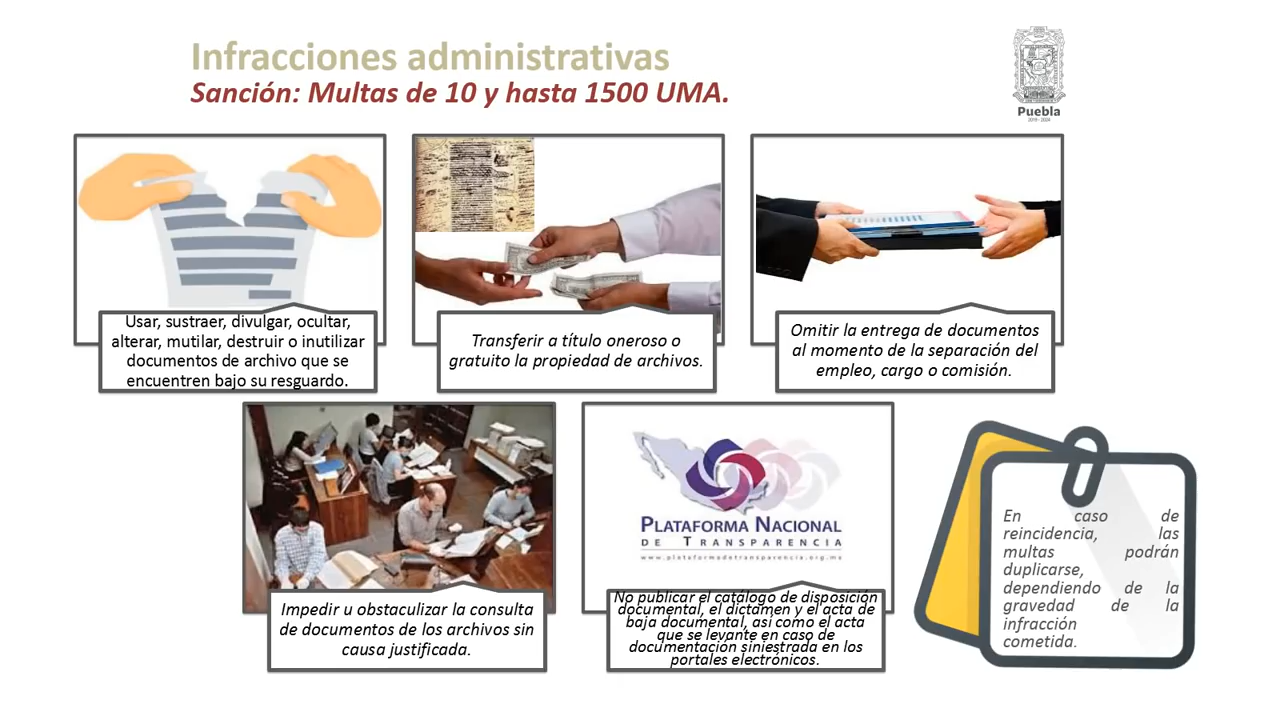 Infracciones administrativas
Sanción: Multas de 10 y hasta 1500 UMA.
Puebla
2019 - 2024
Usar, sustraer, divulgar, ocultar,
alterar, mutilar, destruir o inutilizar
documentos de archivo que se
encuentren bajo su resguardo.
Transferir a título oneroso o
gratuito la propiedad de archivos.
Omitir la entrega de documentos
al momento de la separación del
empleo, cargo o comisión.
Impedir u obstaculizar la consulta
de documentos de los archivos sin
causa justificada.
PLATAFORMA NACIONAL
DE TRANSPARENCIA
www.plataformadetransparencia.org.mx
No publicar el catálogo de disposición
documental, el dictamen y el acta de
baja documental, así como el acta
que se levante en caso de
documentación siniestrada en los
portales electrónicos.
En caso de
reincidencia, las
multas podrán
duplicarse,
dependiendo de la
gravedad de la
infracción
cometida.